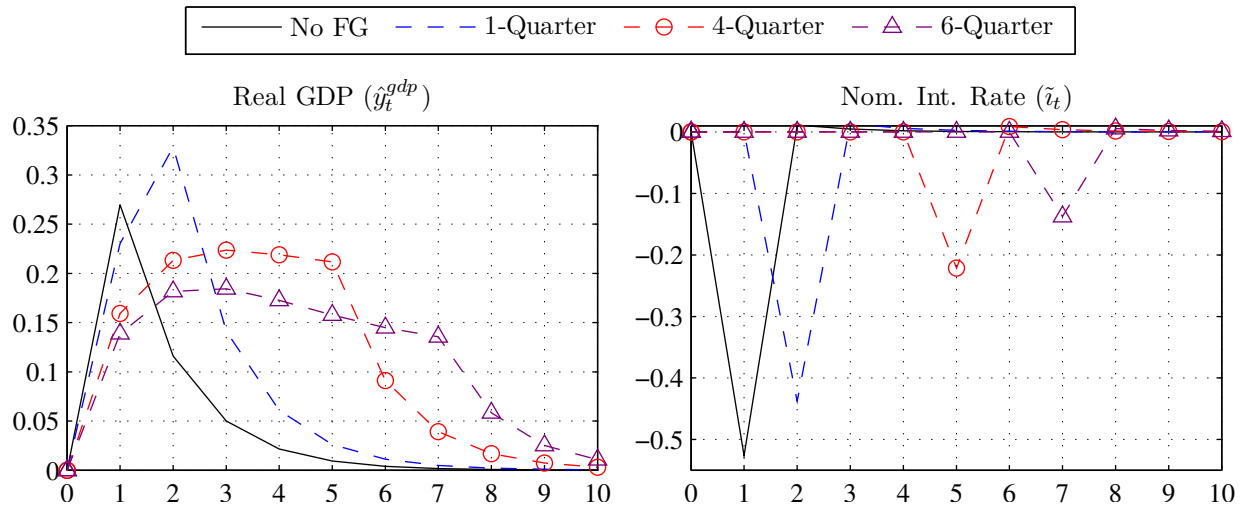 No FG 1-Quarter 4-Quarter 6-Quarter
Real GDP (ŷ_t^{gdp})
0.35
0.3
0.25
0.2
0.15
0.1
0.05
0
0 1 2 3 4 5 6 7 8 9 10
Nom. Int. Rate (ĩ_t)
0
−0.1
−0.2
−0.3
−0.4
−0.5
0 1 2 3 4 5 6 7 8 9 10